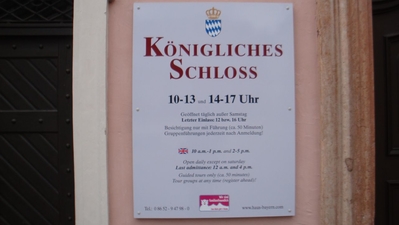 KÖNIGLICHES
SCHLOSS
10-13 und 14-17 Uhr
Geöffnet täglich außer Samstag
Letzter Einlass: 12 bzw. 16 Uhr
Besichtigung nur mit Führung (ca. 50 Minuten)
Gruppenführungen jederzeit nach Anmeldung!
10 a.m.-1 p.m. and 2-5 p.m.
Open daily except on saturday
Last admittance: 12 a.m. and 4 p.m.
Guided tours only (ca. 50 minutes)
Tour groups at any time (register ahead!)